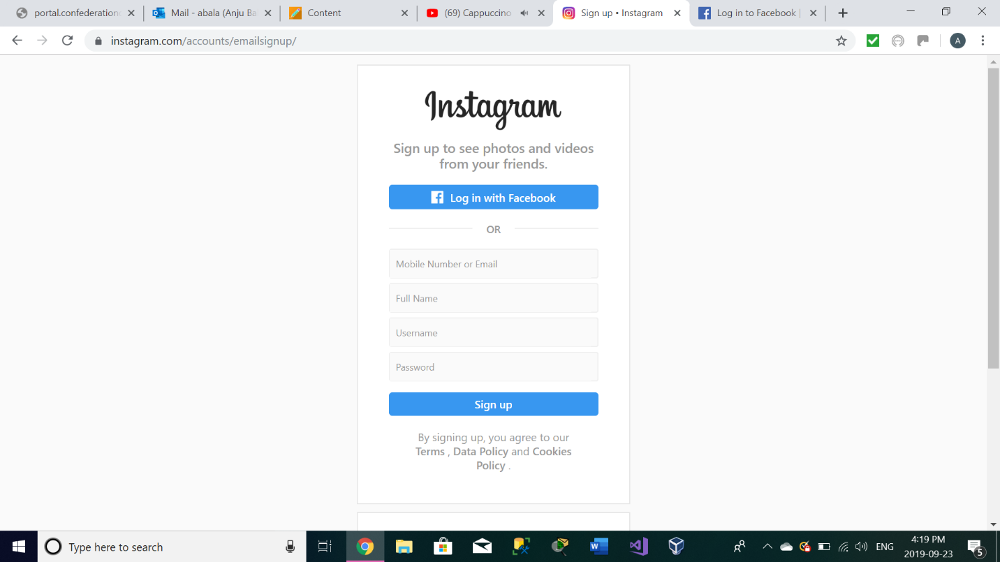 portal.confederation
Mail - abala (Anju Ba
Content
(69) Cappuccino
Sign up • Instagram
Log in to Facebook |
instagram.com/accounts/emailsignup/
A
Instagram
Sign up to see photos and videos
from your friends.
Log in with Facebook
OR
Mobile Number or Email
Full Name
Username
Password
Sign up
By signing up, you agree to our
Terms , Data Policy and Cookies
Policy .
Type here to search
ENG
4:19 PM
2019-09-23
5